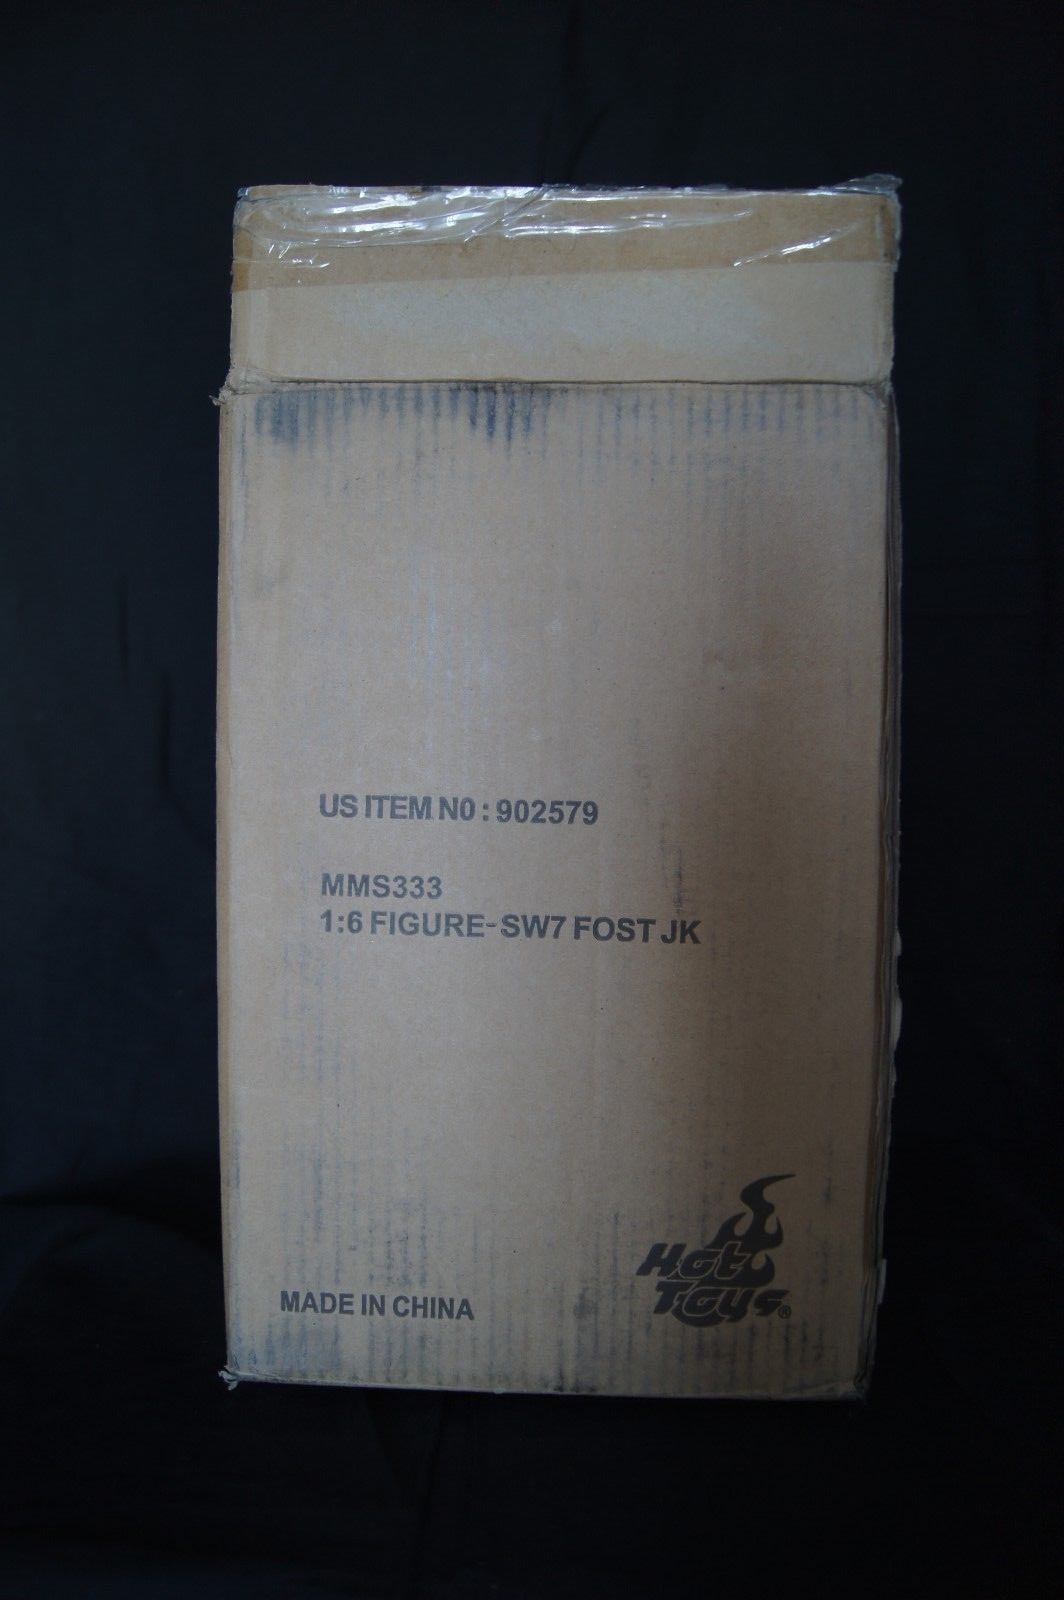 US ITEM NO : 902579
MMS333
1:6 FIGURE-SW7 FOST JK
Hot
Toys®
MADE IN CHINA